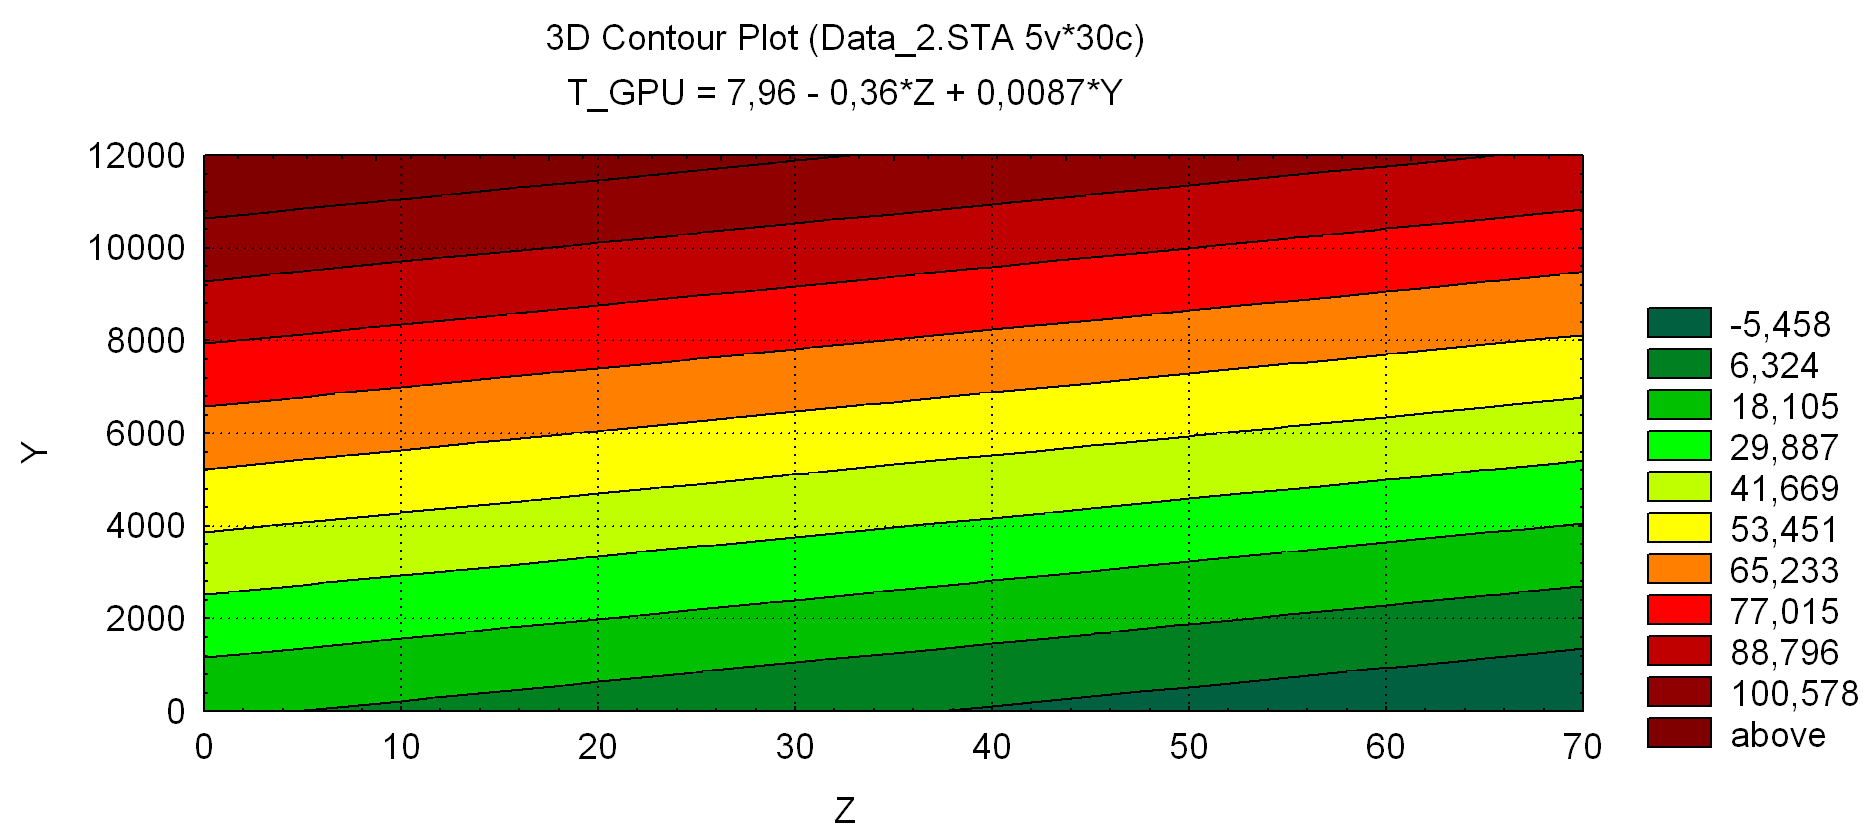 3D Contour Plot (Data_2.STA 5v*30c)
T_GPU = 7,96 - 0,36*Z + 0,0087*Y
12000
10000
8000
6000
4000
2000
0
Y
0 10 20 30 40 50 60 70
Z
-5,458
6,324
18,105
29,887
41,669
53,451
65,233
77,015
88,796
100,578
above